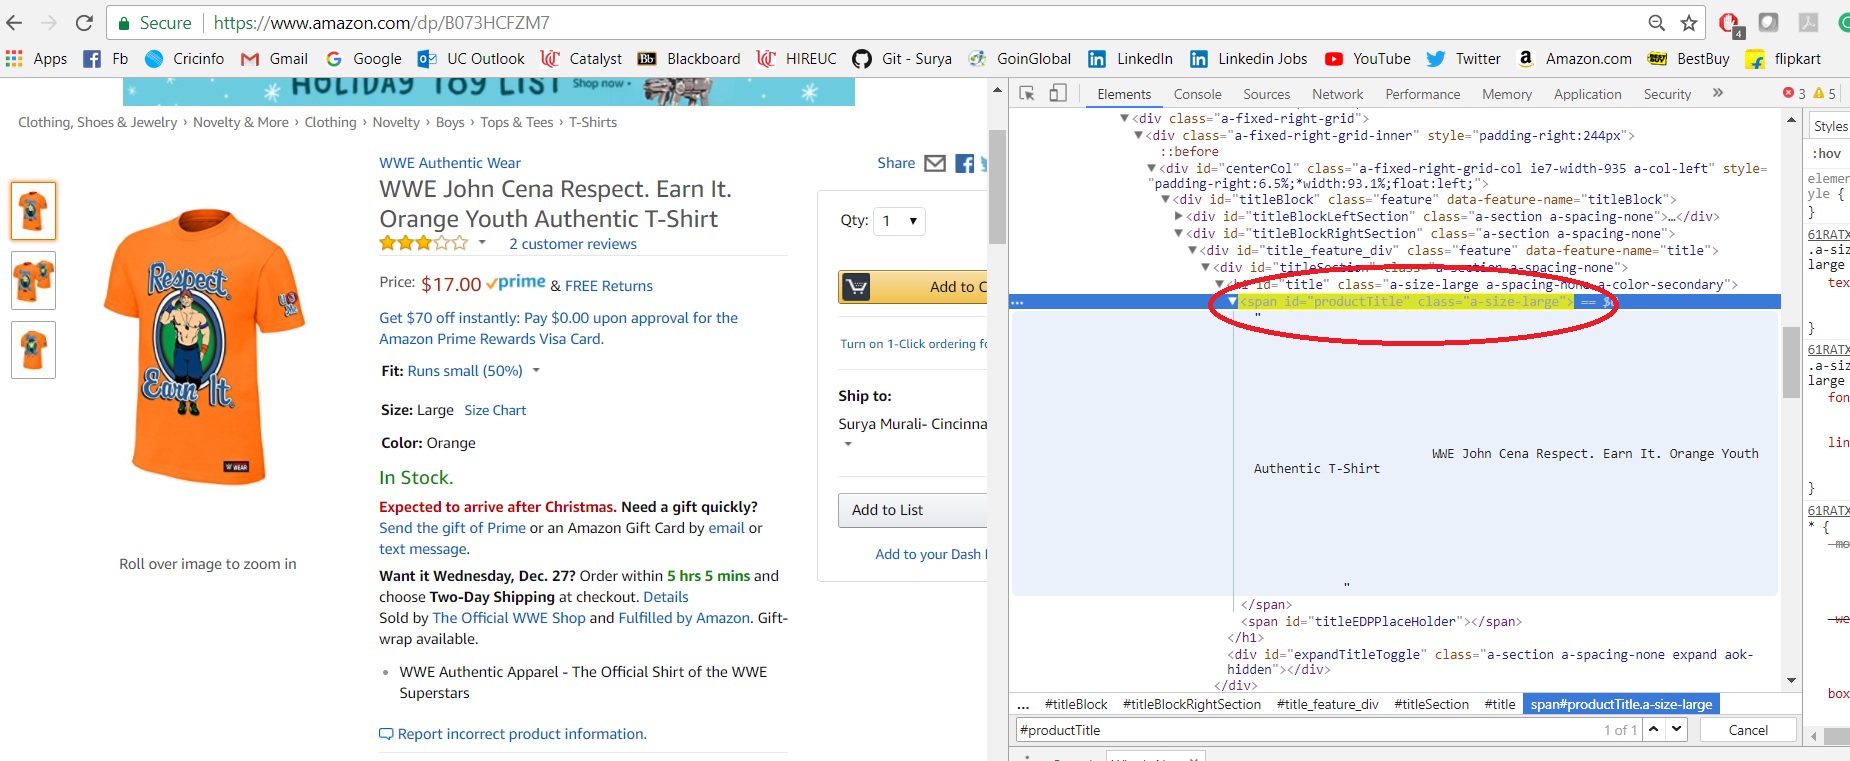 Secure https://www.amazon.com/dp/B073HCFZM7
4
Apps Fb Cricinfo Gmail Google UC Outlook Catalyst Blackboard HIREUC Git - Surya GoinGlobal LinkedIn Linkedin Jobs YouTube Twitter Amazon.com BestBuy flipkart
HOLIDAY TOY LIST Shop now
Clothing, Shoes & Jewelry › Novelty & More › Clothing › Novelty › Boys › Tops & Tees › T-Shirts
WWE Authentic Wear
Share
WWE John Cena Respect. Earn It.
Orange Youth Authentic T-Shirt
2 customer reviews
Price: $17.00 prime & FREE Returns
Get $70 off instantly: Pay $0.00 upon approval for the
Amazon Prime Rewards Visa Card.
Fit: Runs small (50%)
Size: Large Size Chart
Color: Orange
In Stock.
Expected to arrive after Christmas. Need a gift quickly?
Send the gift of Prime or an Amazon Gift Card by email or
text message.
Want it Wednesday, Dec. 27? Order within 5 hrs 5 mins and
choose Two-Day Shipping at checkout. Details
Sold by The Official WWE Shop and Fulfilled by Amazon. Gift-
wrap available.
• WWE Authentic Apparel - The Official Shirt of the WWE
Superstars
Report incorrect product information.
Respect.
Earn It.
WEAR
Roll over image to zoom in
Qty: 1
Add to C
Turn on 1-Click ordering fo
Ship to:
Surya Murali- Cincinna
Add to List
Add to your Dash
Elements Console Sources Network Performance Memory Application Security » 3 5
<div class="a-fixed-right-grid">
<div class="a-fixed-right-grid-inner" style="padding-right:244px">
::before
<div id="centerCol" class="a-fixed-right-grid-col ie7-width-935 a-col-left" style=
"padding-right:6.5%;*width:93.1%;float:left;">
<div id="titleBlock" class="feature" data-feature-name="titleBlock">
<div id="titleBlockLeftSection" class="a-section a-spacing-none">…</div>
<div id="titleBlockRightSection" class="a-section a-spacing-none">
<div id="title_feature_div" class="feature" data-feature-name="title">
<div id="titleSection" class="a-section a-spacing-none">
<h1 id="title" class="a-size-large a-spacing-none a-color-secondary">
… <span id="productTitle" class="a-size-large"> == $
"
WWE John Cena Respect. Earn It. Orange Youth
Authentic T-Shirt
"
</span>
<span id="titleEDPPlaceHolder"></span>
</h1>
<div id="expandTitleToggle" class="a-section a-spacing-none expand aok-
hidden"></div>
</div>
... #titleBlock #titleBlockRightSection #title_feature_div #titleSection #title span#productTitle.a-size-large
#productTitle 1 of 1 Cancel
Styles
:hov
elemen
yle {
}
61RATX
.a-siz
large
tex
}
61RATX
.a-siz
large
fon
lin
}
61RATX
* {
mo
we
box